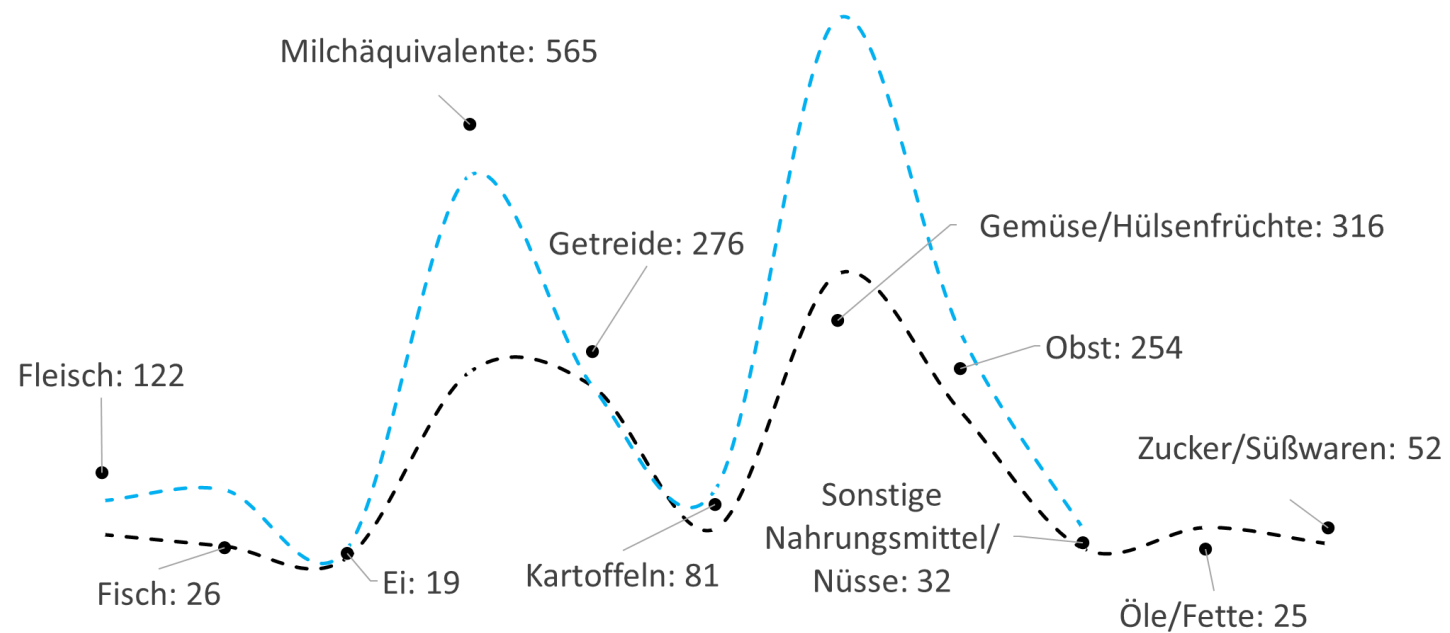 Milchäquivalente: 565
Gemüse/Hülsenfrüchte: 316
Getreide: 276
Obst: 254
Fleisch: 122
Zucker/Süßwaren: 52
Sonstige
Nahrungsmittel/
Nüsse: 32
Kartoffeln: 81
Ei: 19
Fisch: 26
Öle/Fette: 25